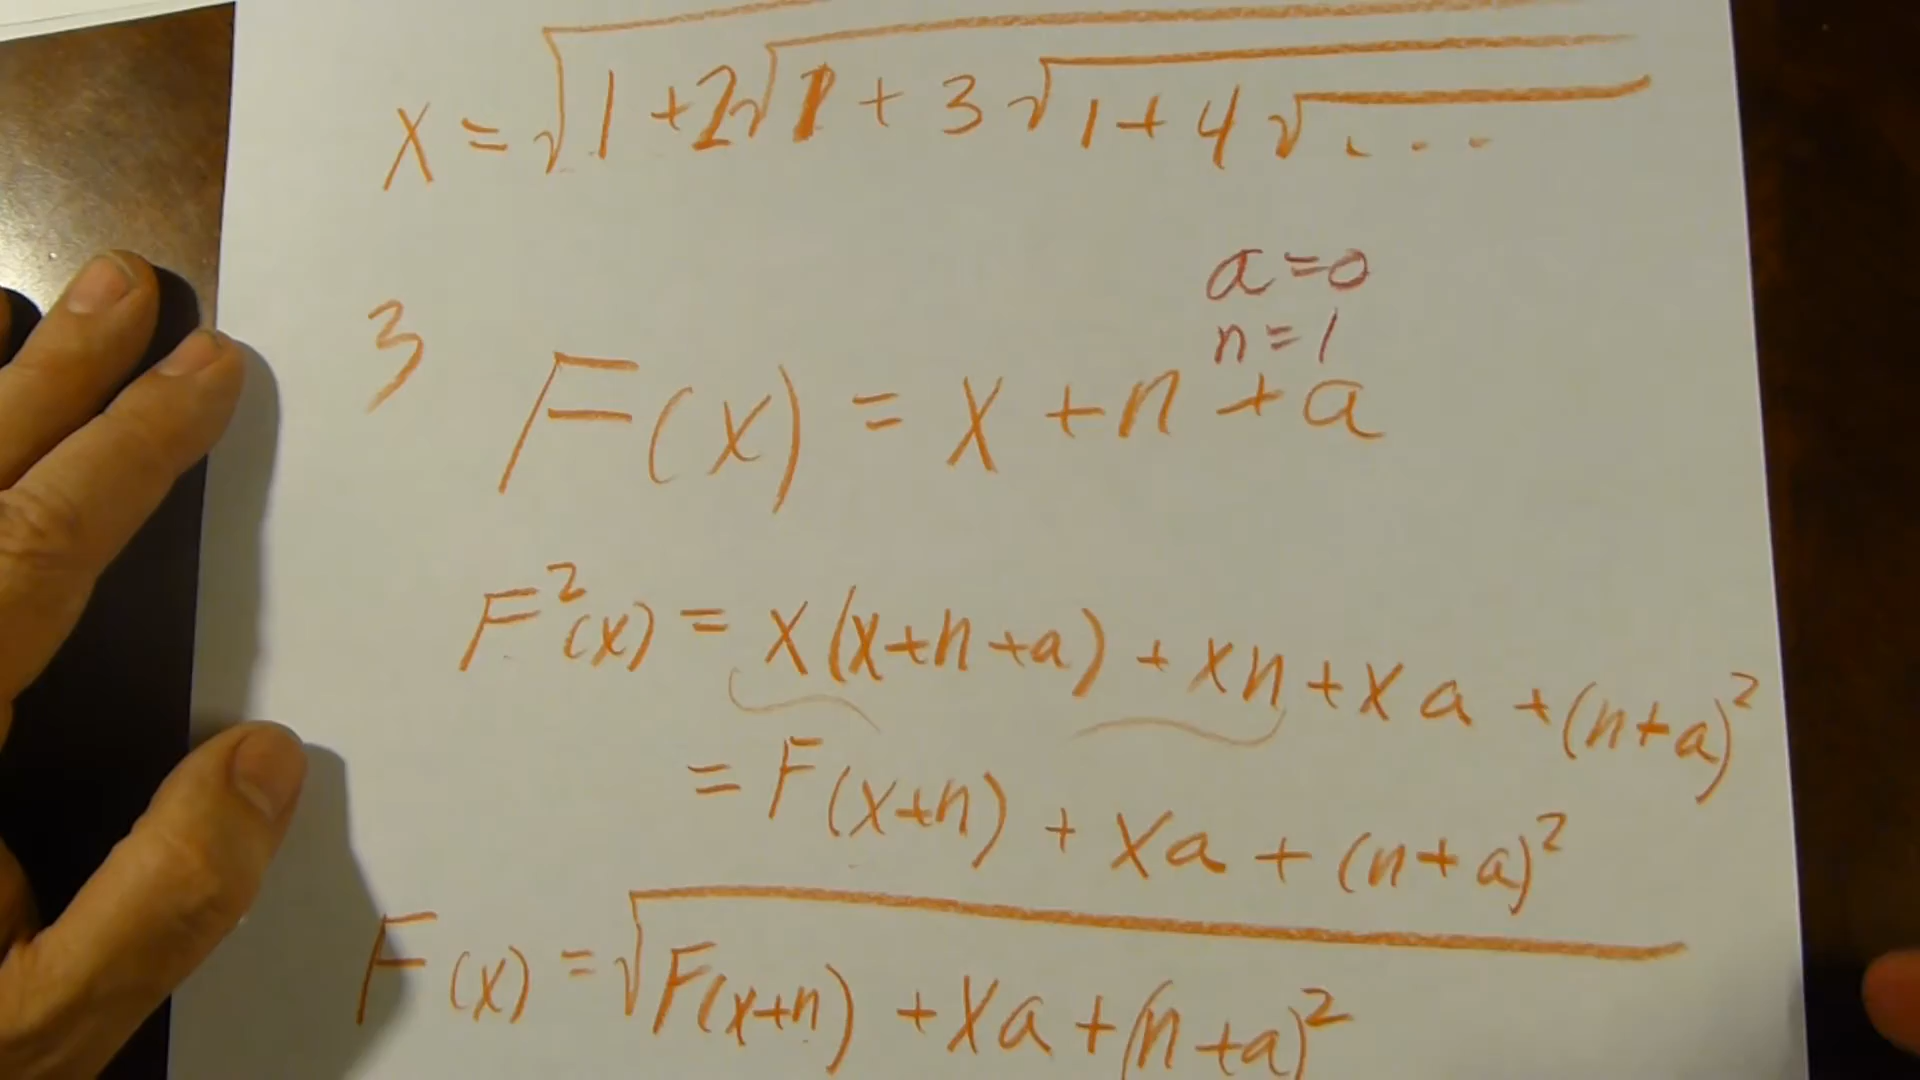 x = √(1 + 2√(1 + 3√(1 + 4√(...
a = 0
n = 1
3
F(x) = x + n + a
F²(x) = x(x+n+a) + xn + xa + (n+a)²
= F(x+n) + xa + (n+a)²
F(x) = √(F(x+n) + xa + (n+a)²